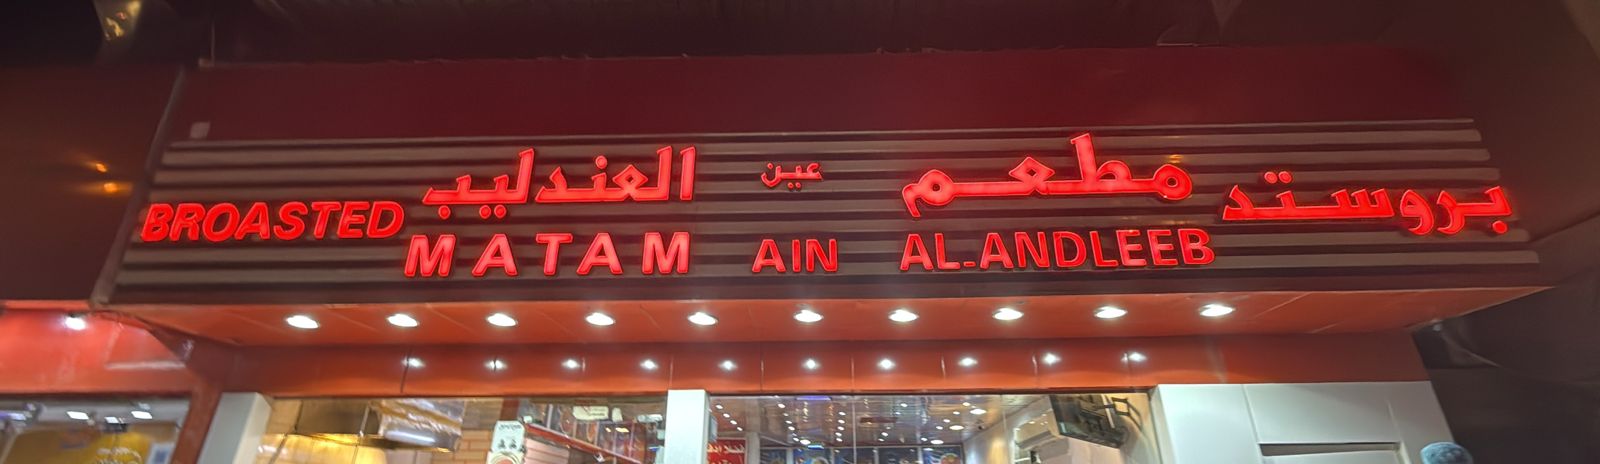 مطعم عين العندليب
بروستد
BROASTED
MATAM AIN AL-ANDLEEB